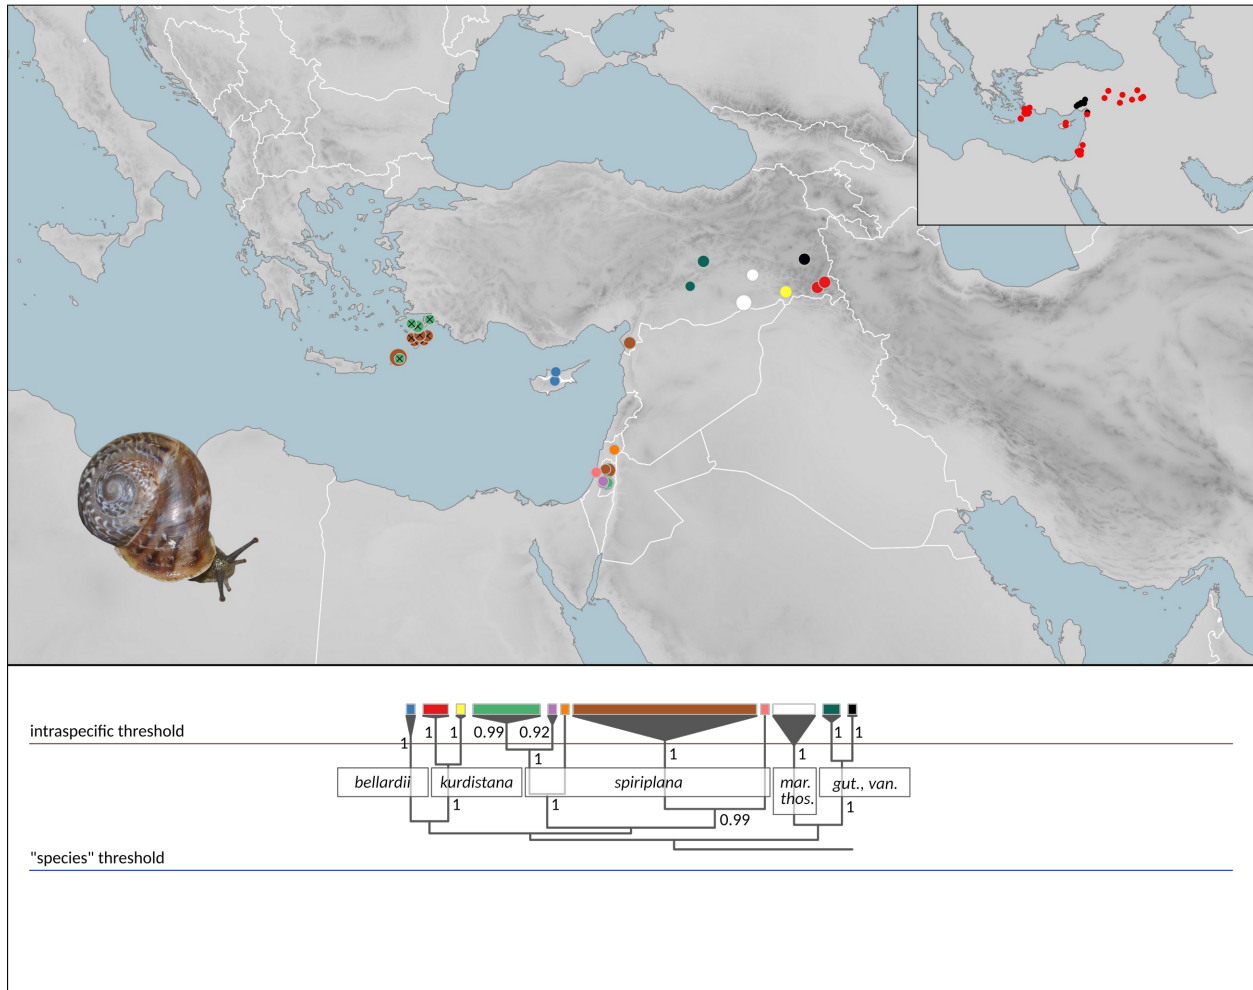 intraspecific threshold
1 1 0.99 0.92 1 1
1
1 1 1
bellardii kurdistana spiriplana mar. thos. gut., van.
1 1 0.99 1
"species" threshold